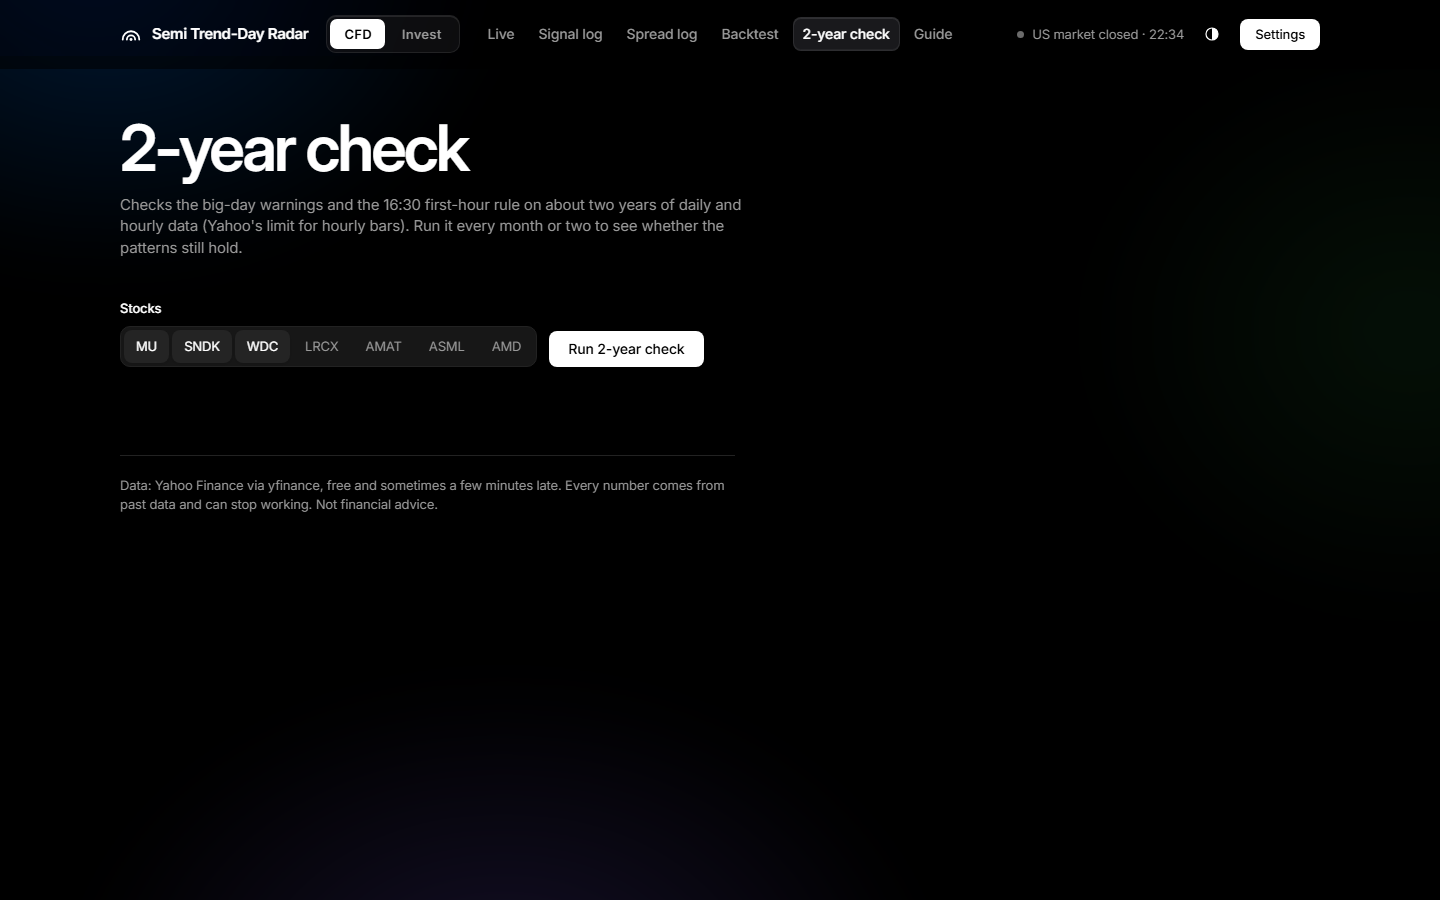 Semi Trend-Day Radar
CFD
Invest
Live
Signal log
Spread log
Backtest
2-year check
Guide
US market closed · 22:34
Settings
2-year check
Checks the big-day warnings and the 16:30 first-hour rule on about two years of daily and
hourly data (Yahoo's limit for hourly bars). Run it every month or two to see whether the
patterns still hold.
Stocks
MU
SNDK
WDC
LRCX
AMAT
ASML
AMD
Run 2-year check
Data: Yahoo Finance via yfinance, free and sometimes a few minutes late. Every number comes from
past data and can stop working. Not financial advice.